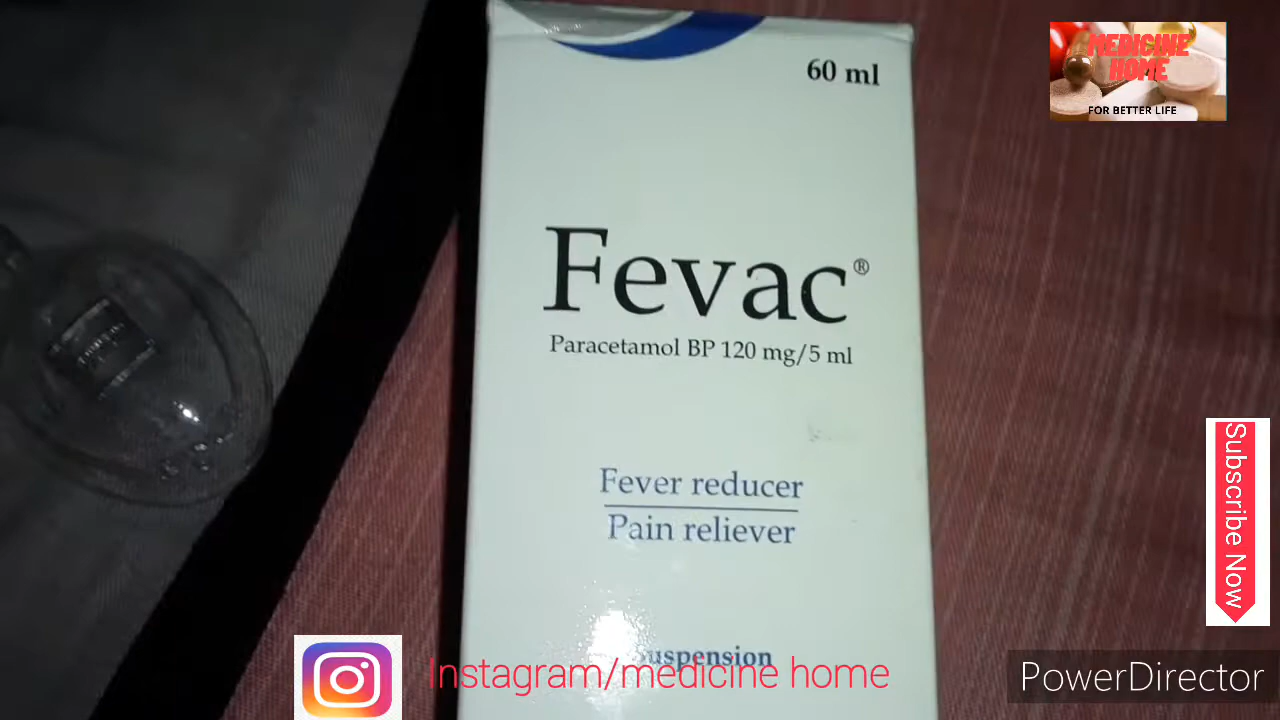 60 ml
MEDICINE
HOME
FOR BETTER LIFE
Fevac®
Paracetamol BP 120 mg/5 ml
Fever reducer
Pain reliever
Subscribe Now
Instagram/medicine home
PowerDirector